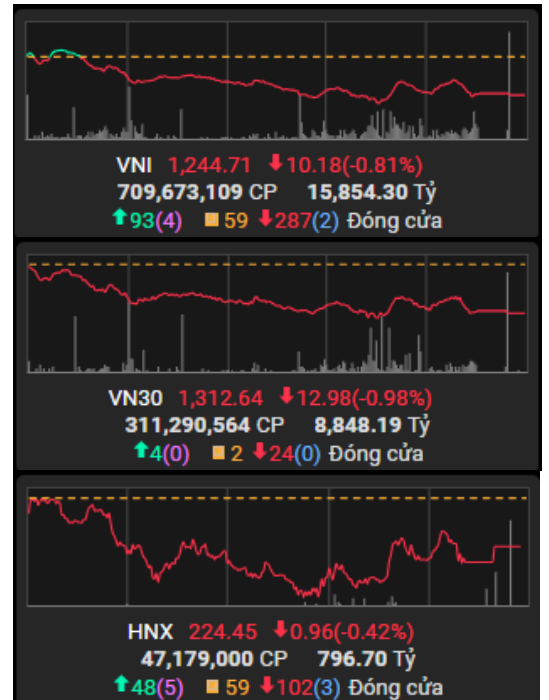 VNI 1,244.71 ⬇10.18(-0.81%)
709,673,109 CP 15,854.30 Tỷ
⬆93(4) ■ 59 ⬇287(2) Đóng cửa
VN30 1,312.64 ⬇12.98(-0.98%)
311,290,564 CP 8,848.19 Tỷ
⬆4(0) ■ 2 ⬇24(0) Đóng cửa
HNX 224.45 ⬇0.96(-0.42%)
47,179,000 CP 796.70 Tỷ
⬆48(5) ■ 59 ⬇102(3) Đóng cửa